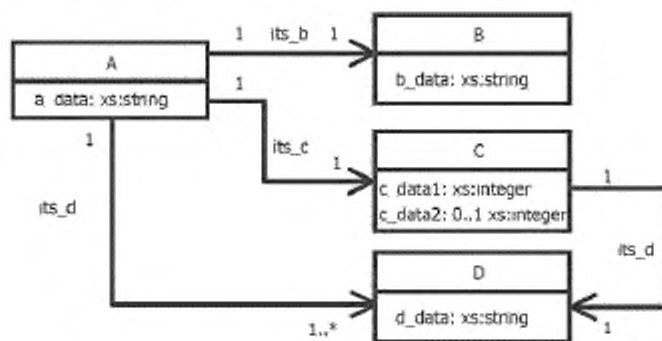 1 its_b 1
B
A
b_data: xs:string
a_data: xs:string
1
1
its_c
1
C
1
c_data1: xs:integer
c_data2: 0..1 xs:integer
its_d
its_d
D
d_data: xs:string
1..*
1